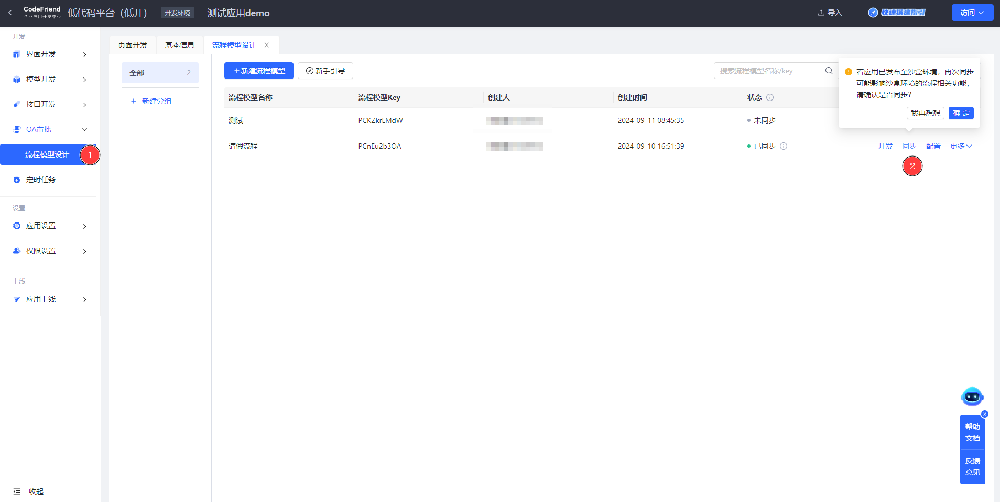 CodeFriend
企业应用开发中心
低代码平台（低开）
开发环境
测试应用demo
导入
快速搭建指引
访问
开发
界面开发
模型开发
接口开发
OA审批
流程模型设计
1
定时任务
设置
应用设置
权限设置
上线
应用上线
收起
页面开发
基本信息
流程模型设计
全部 2
+ 新建分组
+ 新建流程模型
新手引导
搜索流程模型名称/key
流程模型名称 流程模型Key 创建人 创建时间 状态
测试 PCKZkrLMdW 2024-09-11 08:45:35 未同步
请假流程 PCnEu2b3OA 2024-09-10 16:51:39 已同步 开发 同步 配置 更多
若应用已发布至沙盒环境，再次同步
可能影响沙盒环境的流程相关功能，
请确认是否同步？
我再想想 确 定
2
帮助
文档
反馈
意见